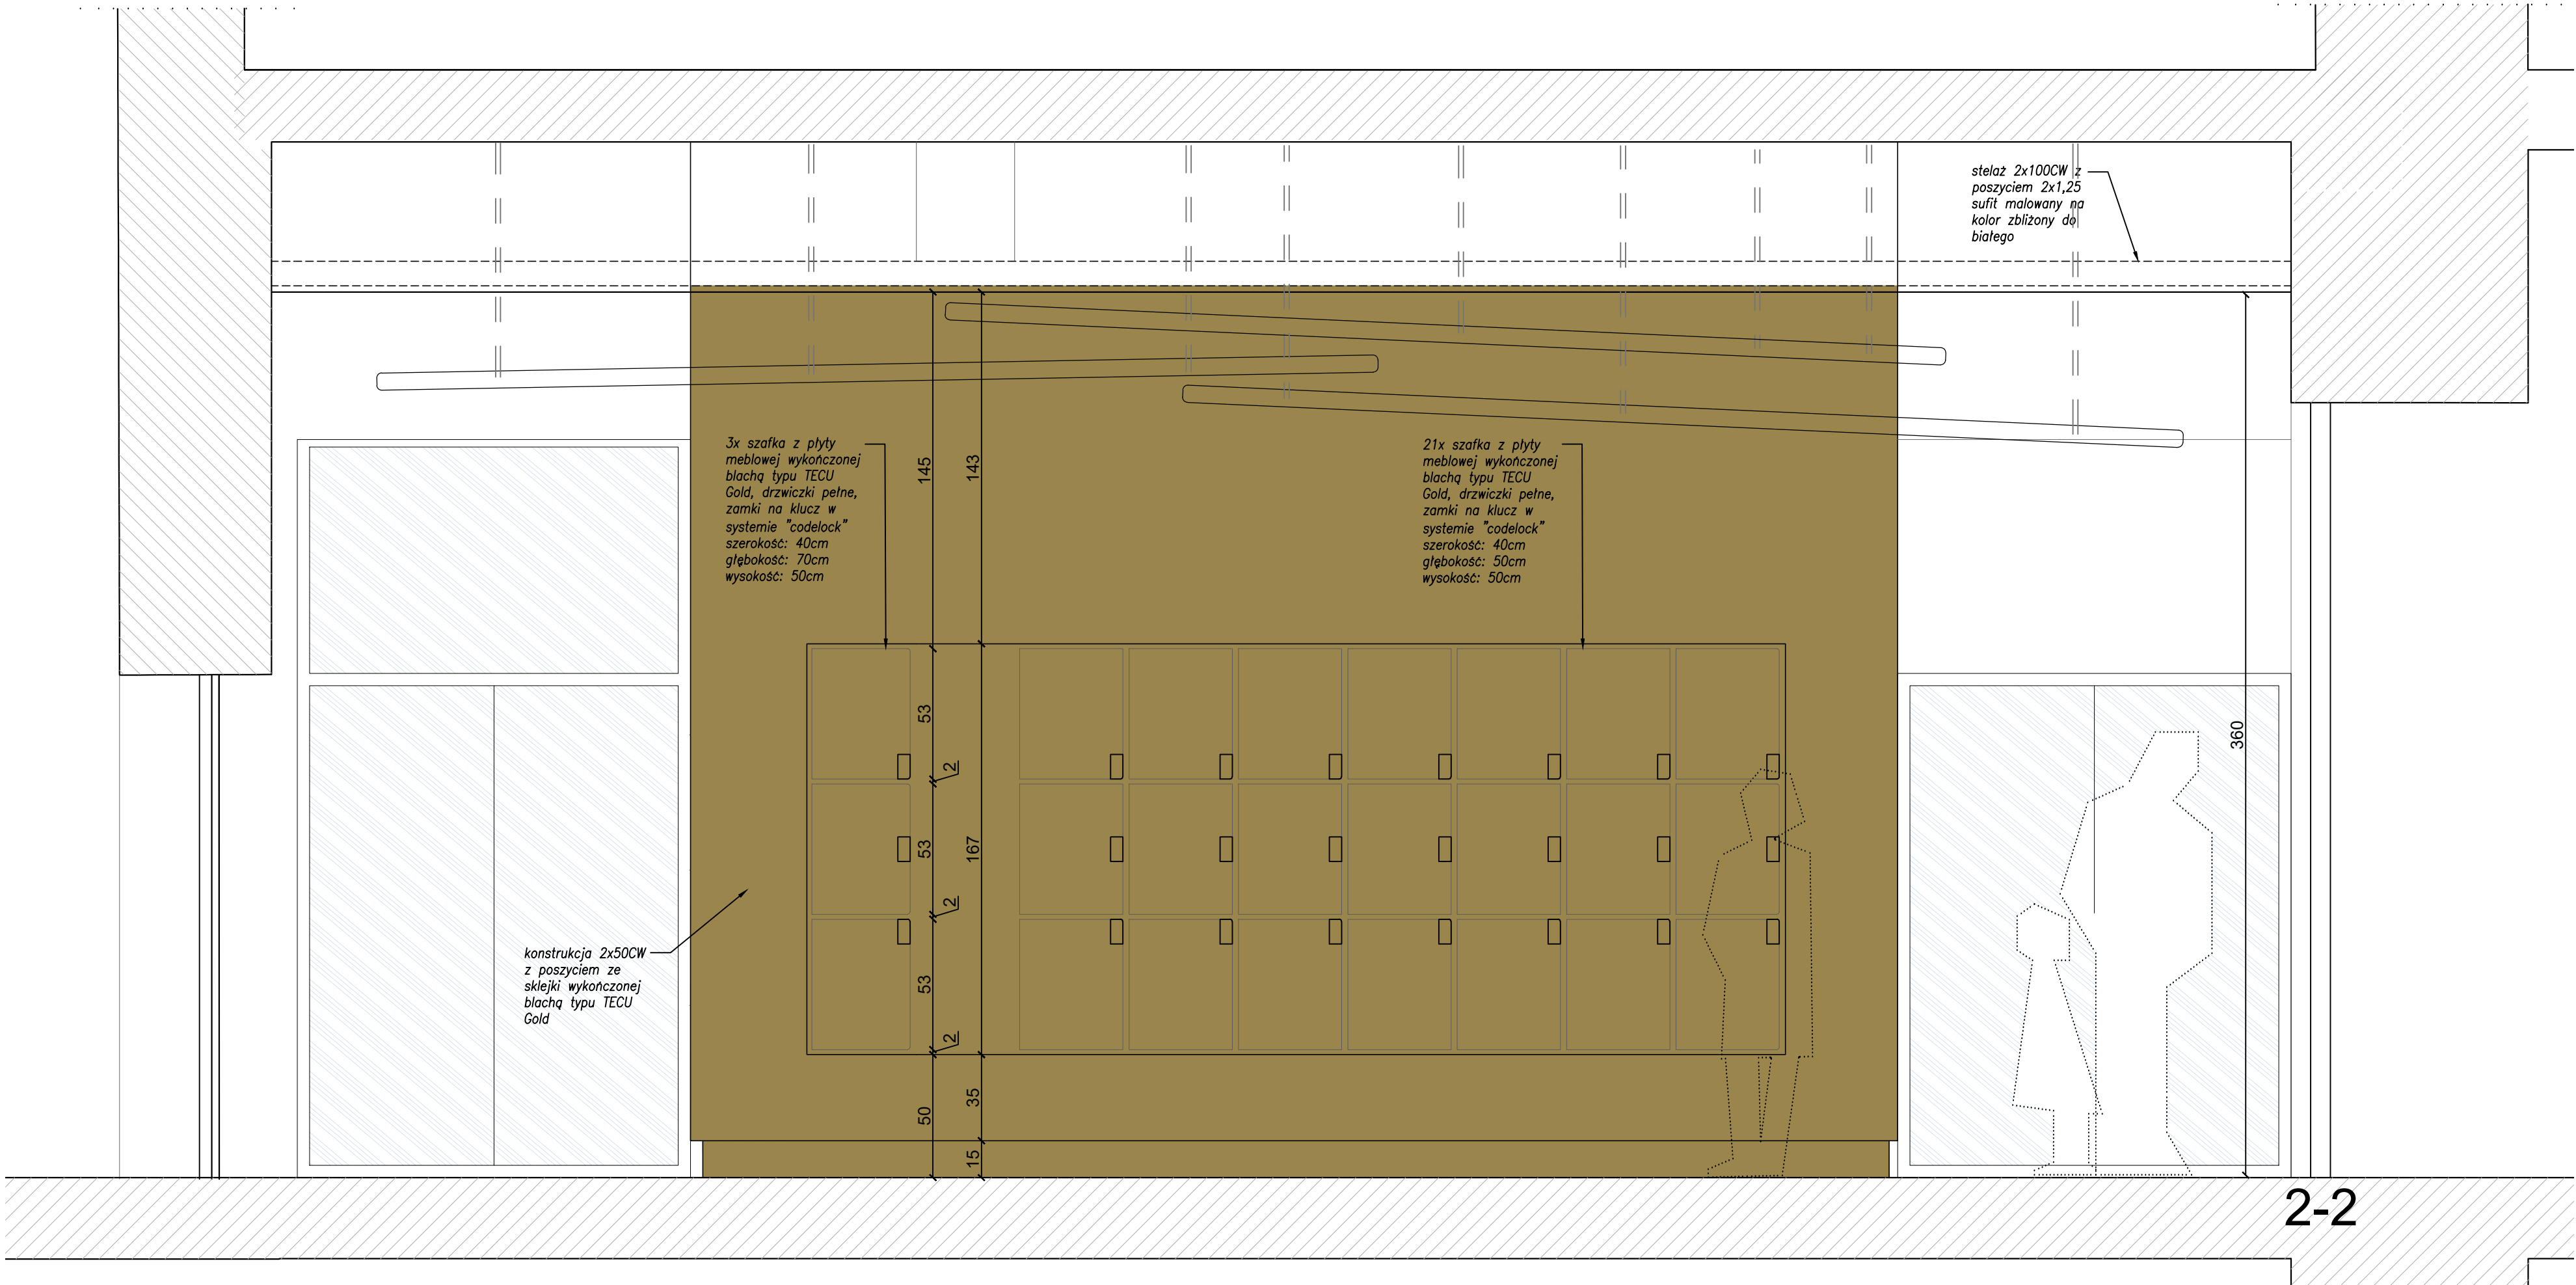 stelaż 2x100CW z
poszyciem 2x1,25
sufit malowany na
kolor zbliżony do
białego
3x szafka z płyty
meblowej wykończonej
blachą typu TECU
Gold, drzwiczki pełne,
zamki na klucz w
systemie "codelock"
szerokość: 40cm
głębokość: 70cm
wysokość: 50cm
145
143
21x szafka z płyty
meblowej wykończonej
blachą typu TECU
Gold, drzwiczki pełne,
zamki na klucz w
systemie "codelock"
szerokość: 40cm
głębokość: 50cm
wysokość: 50cm
53
2
53
2
53
2
167
50
35
15
360
konstrukcja 2x50CW
z poszyciem ze
sklejki wykończonej
blachą typu TECU
Gold
2-2